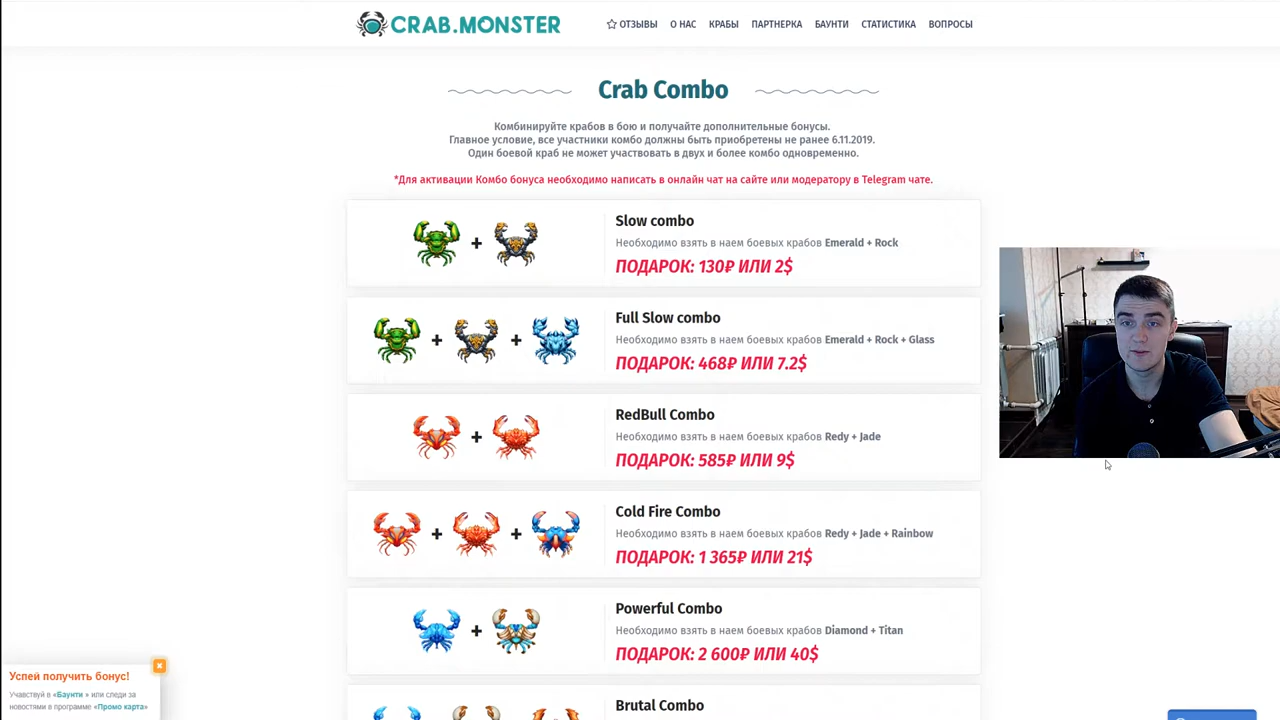 CRAB.MONSTER
ОТЗЫВЫ О НАС КРАБЫ ПАРТНЕРКА БАУНТИ СТАТИСТИКА ВОПРОСЫ
Crab Combo
Комбинируйте крабов в бою и получайте дополнительные бонусы.
Главное условие, все участники комбо должны быть приобретены не ранее 6.11.2019.
Один боевой краб не может участвовать в двух и более комбо одновременно.
*Для активации Комбо бонуса необходимо написать в онлайн чат на сайте или модератору в Telegram чате.
Slow combo
Необходимо взять в наем боевых крабов Emerald + Rock
ПОДАРОК: 130₽ ИЛИ 2$
Full Slow combo
Необходимо взять в наем боевых крабов Emerald + Rock + Glass
ПОДАРОК: 468₽ ИЛИ 7.2$
RedBull Combo
Необходимо взять в наем боевых крабов Redy + Jade
ПОДАРОК: 585₽ ИЛИ 9$
Cold Fire Combo
Необходимо взять в наем боевых крабов Redy + Jade + Rainbow
ПОДАРОК: 1 365₽ ИЛИ 21$
Powerful Combo
Необходимо взять в наем боевых крабов Diamond + Titan
ПОДАРОК: 2 600₽ ИЛИ 40$
Brutal Combo
Успей получить бонус!
Учавствуй в «Баунти » или следи за
новостями в программе «Промо карта»